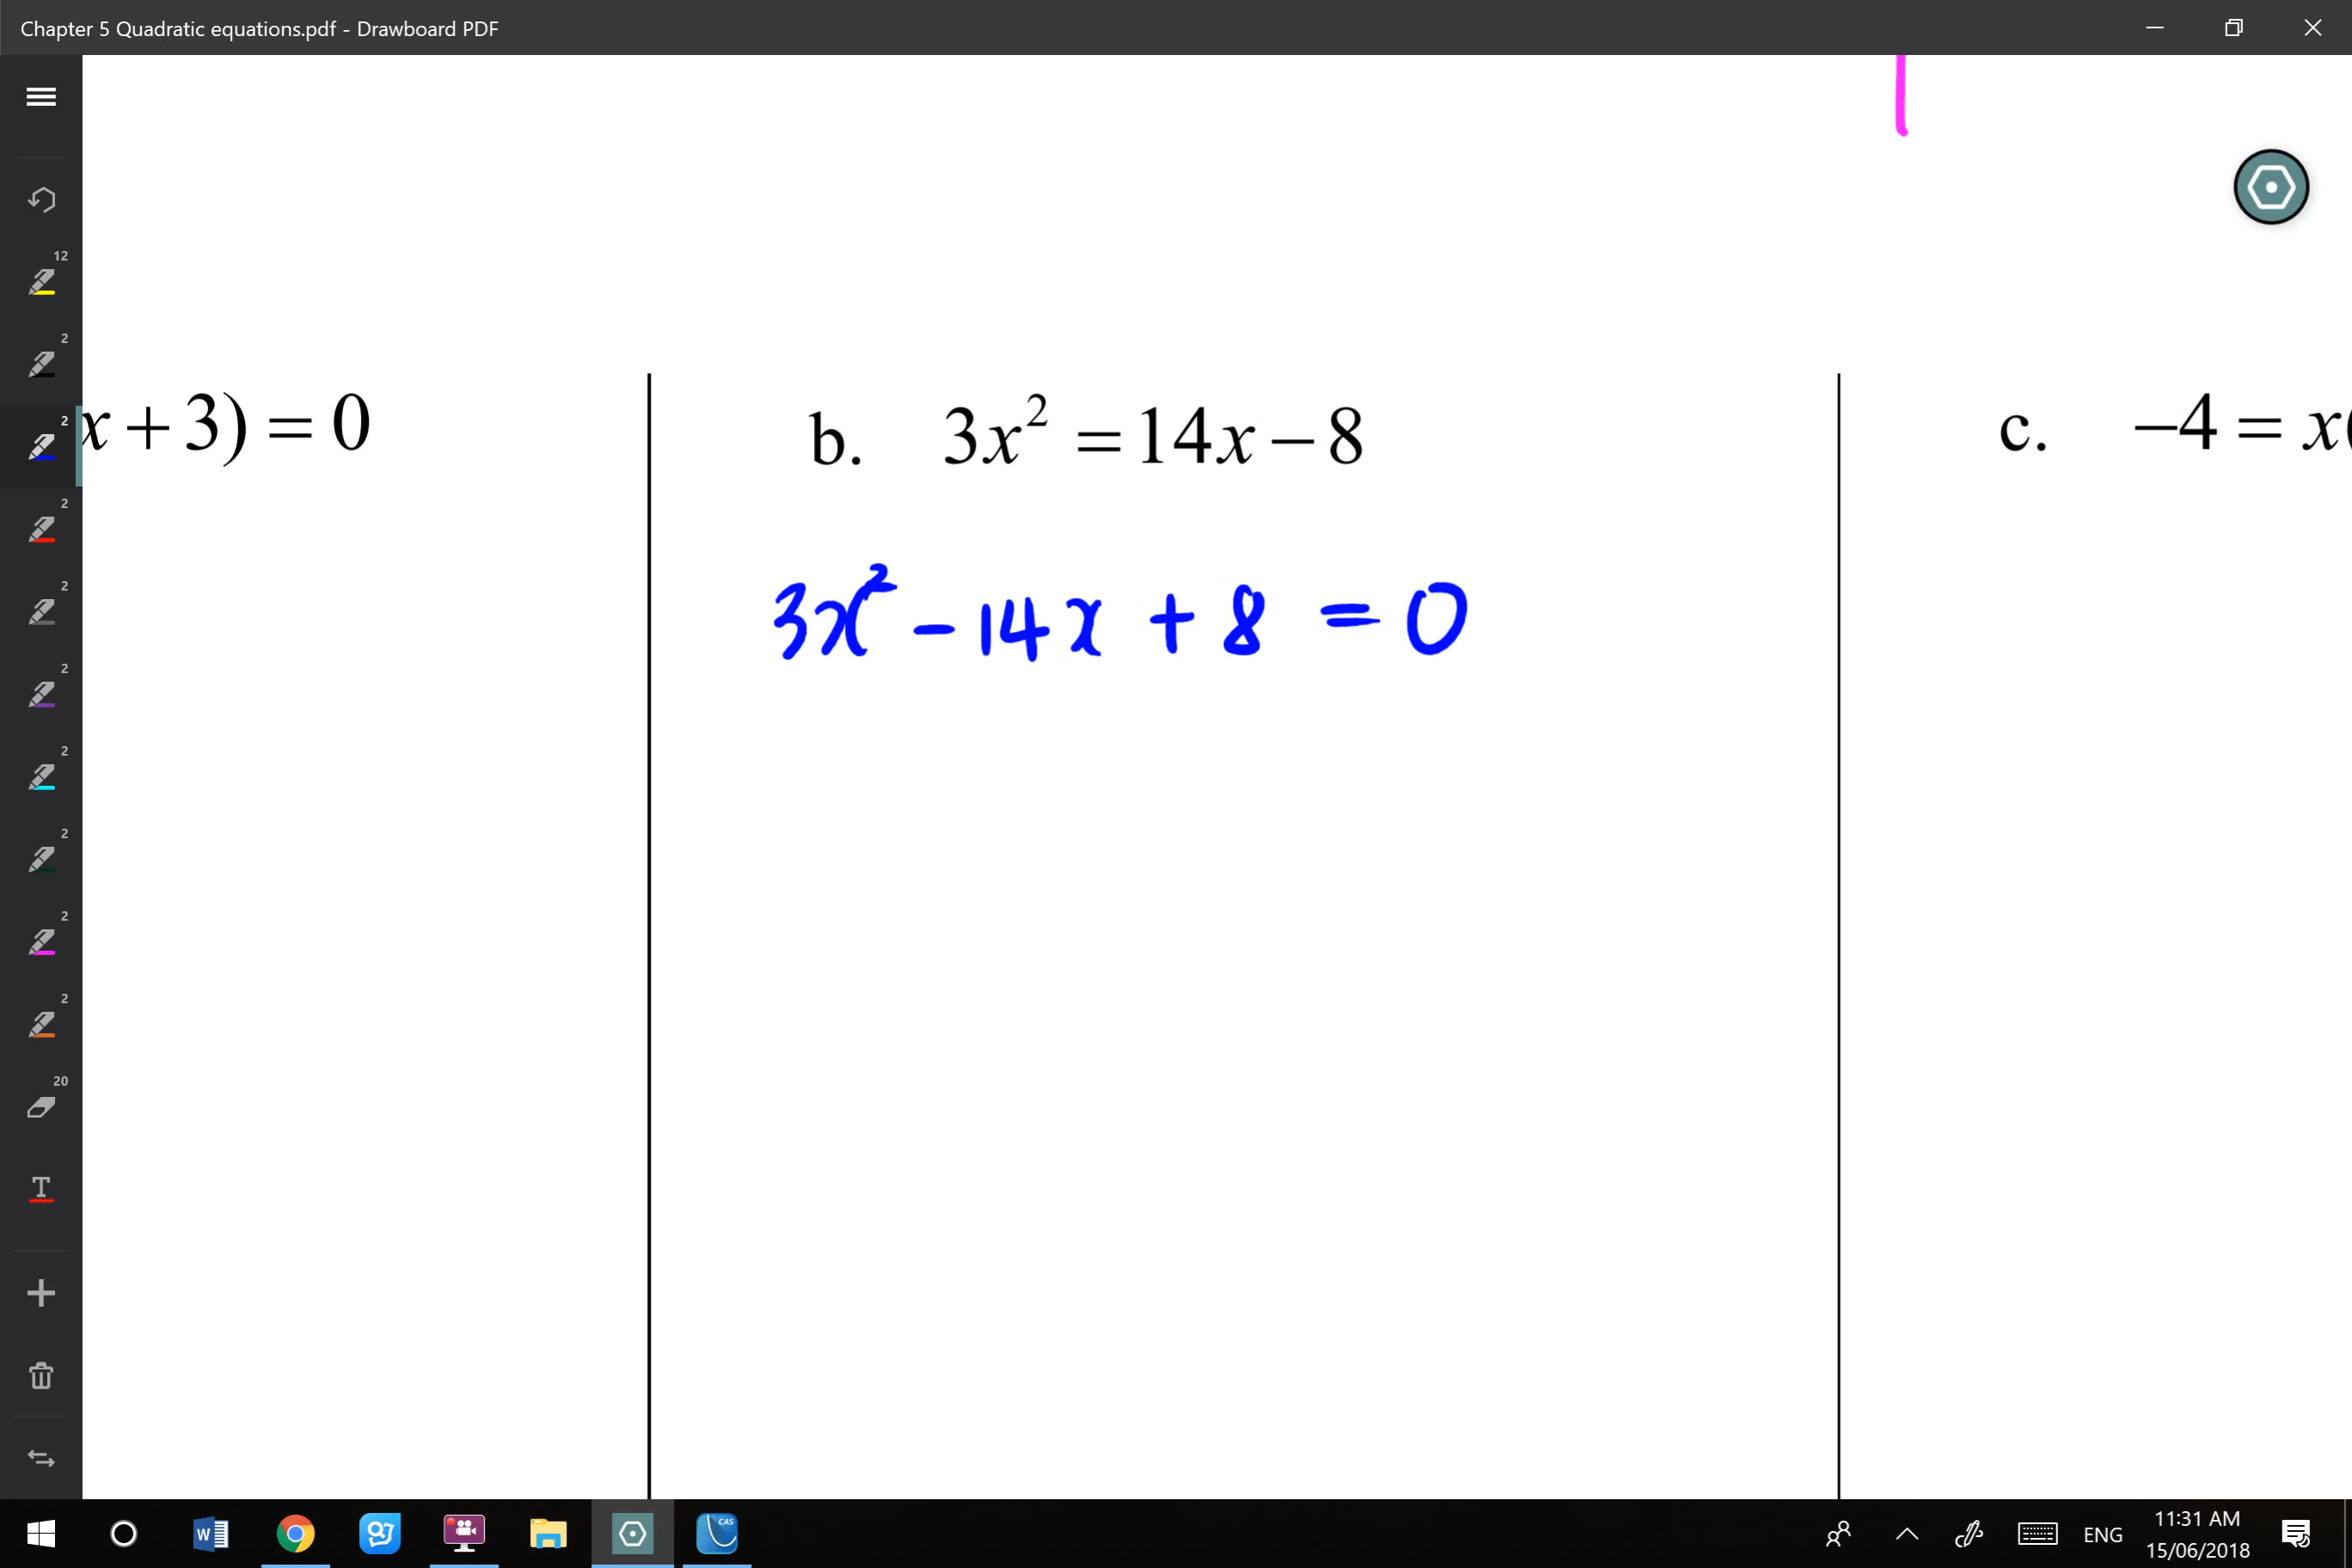 Chapter 5 Quadratic equations.pdf - Drawboard PDF
12
2
2
2
2
2
2
2
2
2
20
T
x + 3) = 0
b. 3x² = 14x − 8
c. −4 = x(
3x² − 14x + 8 = 0
W
CAS
ENG
11:31 AM
15/06/2018